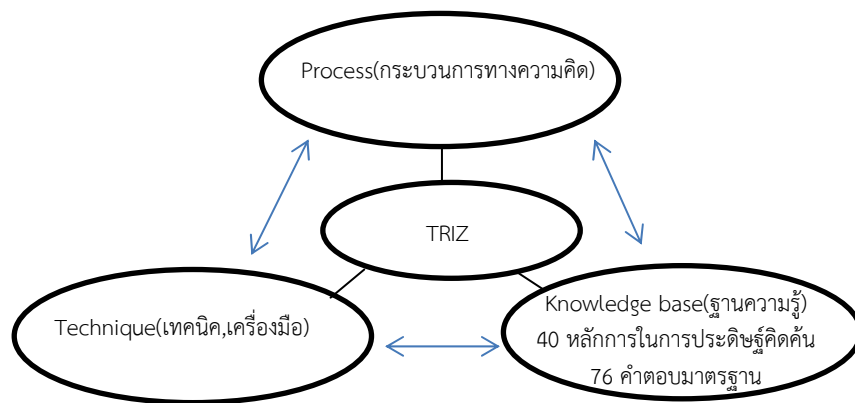 Process(กระบวนการทางความคิด)
TRIZ
Technique(เทคนิค,เครื่องมือ)
Knowledge base(ฐานความรู้)
40 หลักการในการประดิษฐ์คิดค้น
76 คำตอบมาตรฐาน